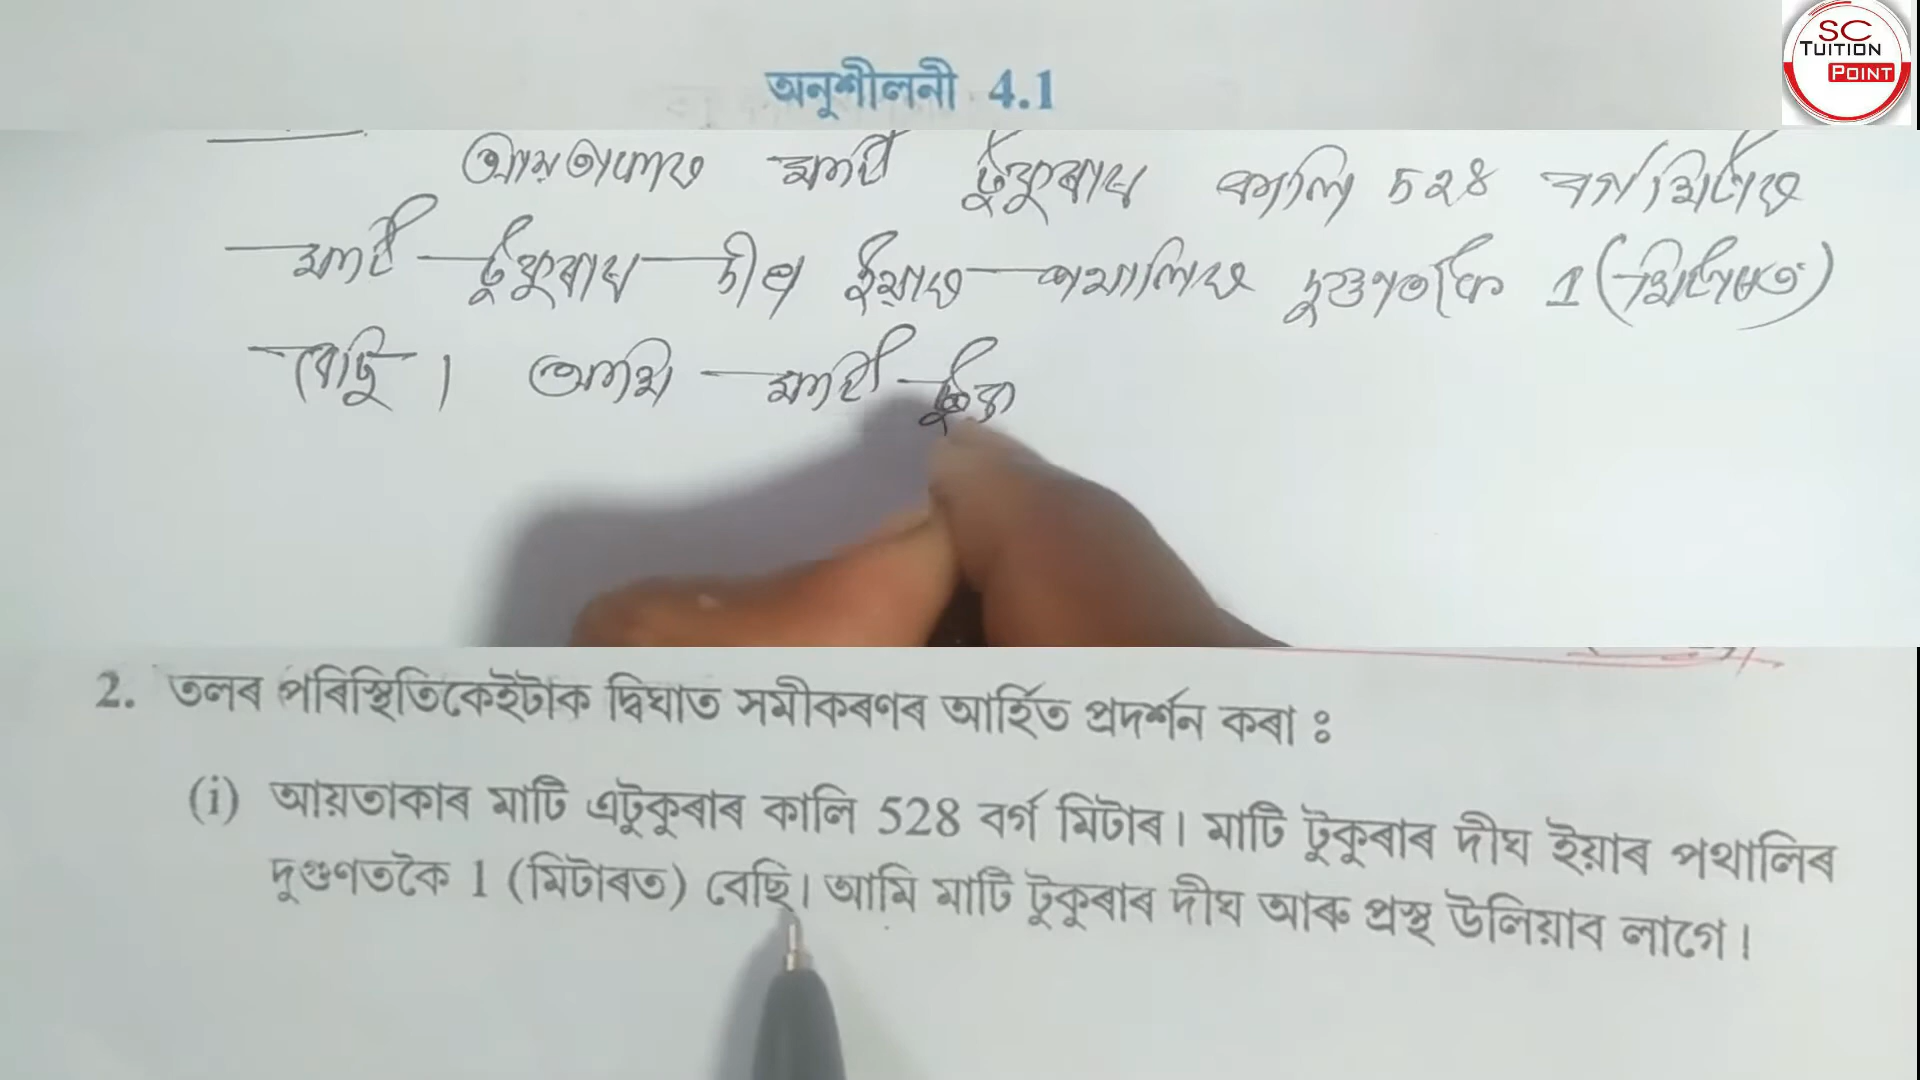 SC
TUITION
POINT
অনুশীলনী 4.1
আয়তাকাৰ মাটি টুকুৰাৰ কালি ৫২৪ বৰ্গ মিটাৰ
মাটি টুকুৰাৰ দীঘ ইয়াৰ পথালিৰ দুগুণতকৈ 1 (মিটাৰত)
বেছি। আমি মাটি টুকু
2. তলৰ পৰিস্থিতিকেইটাক দ্বিঘাত সমীকৰণৰ আৰ্হিত প্ৰদৰ্শন কৰা ঃ
(i) আয়তাকাৰ মাটি এটুকুৰাৰ কালি 528 বৰ্গ মিটাৰ। মাটি টুকুৰাৰ দীঘ ইয়াৰ পথালিৰ
দুগুণতকৈ 1 (মিটাৰত) বেছি। আমি মাটি টুকুৰাৰ দীঘ আৰু প্ৰস্থ উলিয়াব লাগে।